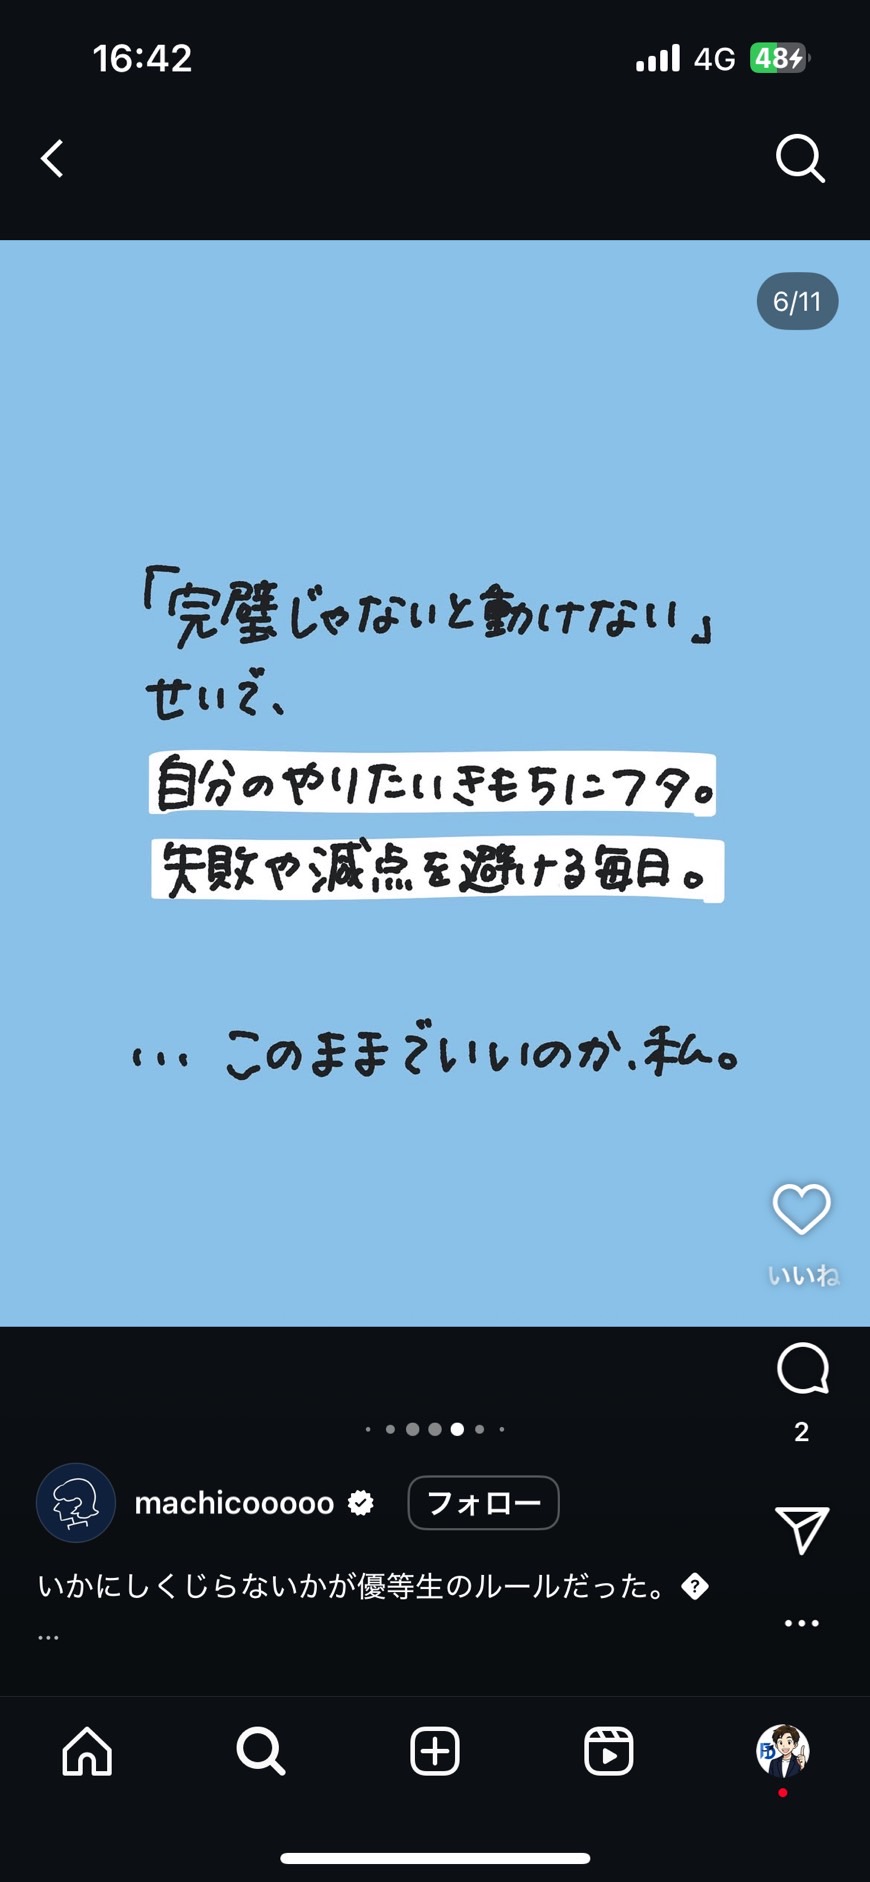 16:42
4G 48
6/11
「完璧じゃないと動けない」
せいで、
自分のやりたいきもちにフタ。
失敗や減点を避ける毎日。
... このままでいいのか、私。
いいね
2
machicooooo フォロー
いかにしくじらないかが優等生のルールだった。
...